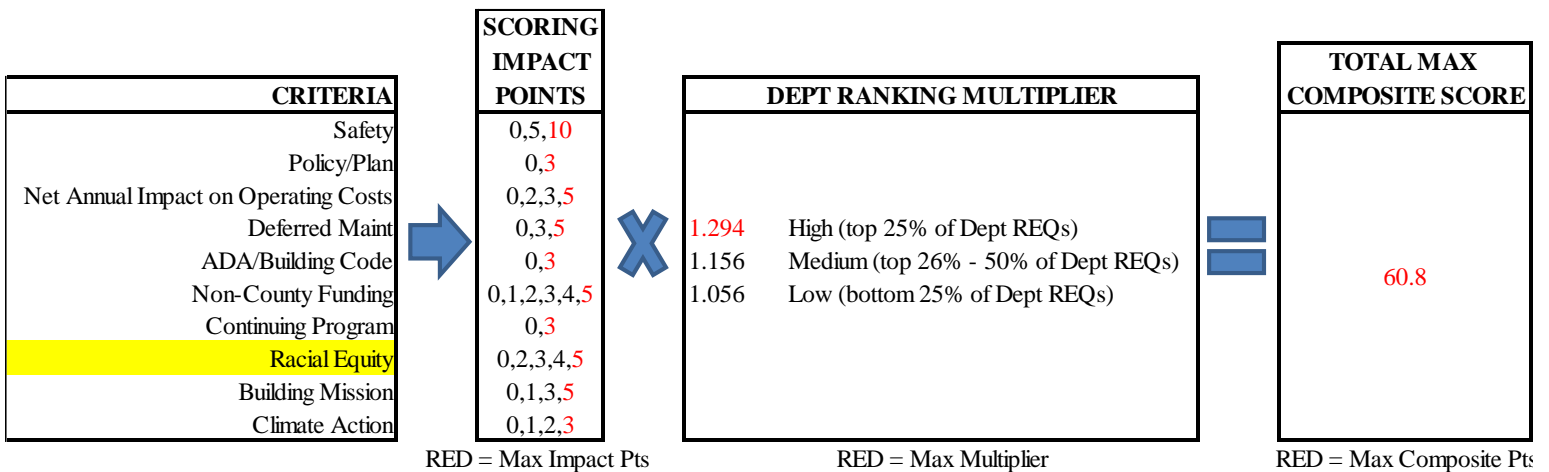 SCORING
IMPACT
POINTS
TOTAL MAX
COMPOSITE SCORE
CRITERIA
DEPT RANKING MULTIPLIER
Safety 0,5,10
Policy/Plan 0,3
Net Annual Impact on Operating Costs 0,2,3,5
Deferred Maint 0,3,5 1.294 High (top 25% of Dept REQs)
ADA/Building Code 0,3 1.156 Medium (top 26% - 50% of Dept REQs)
60.8
Non-County Funding 0,1,2,3,4,5 1.056 Low (bottom 25% of Dept REQs)
Continuing Program 0,3
Racial Equity 0,2,3,4,5
Building Mission 0,1,3,5
Climate Action 0,1,2,3
RED = Max Impact Pts RED = Max Multiplier RED = Max Composite Pts